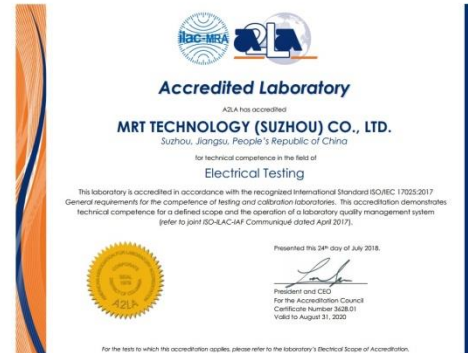 ilac-MRA
A2LA
Accredited Laboratory
A2LA has accredited
MRT TECHNOLOGY (SUZHOU) CO., LTD.
Suzhou, Jiangsu, People's Republic of China
for technical competence in the field of
Electrical Testing
This laboratory is accredited in accordance with the recognized International Standard ISO/IEC 17025:2017
General requirements for the competence of testing and calibration laboratories. This accreditation demonstrates
technical competence for a defined scope and the operation of a laboratory quality management system
(refer to joint ISO-ILAC-IAF Communiqué dated April 2017).
Presented this 24th day of July 2018.
President and CEO
For the Accreditation Council
Certificate Number 3628.01
Valid to August 31, 2020
CORPORATE
SEAL
1978
A2LA
For the tests to which this accreditation applies, please refer to the laboratory's Electrical Scope of Accreditation.